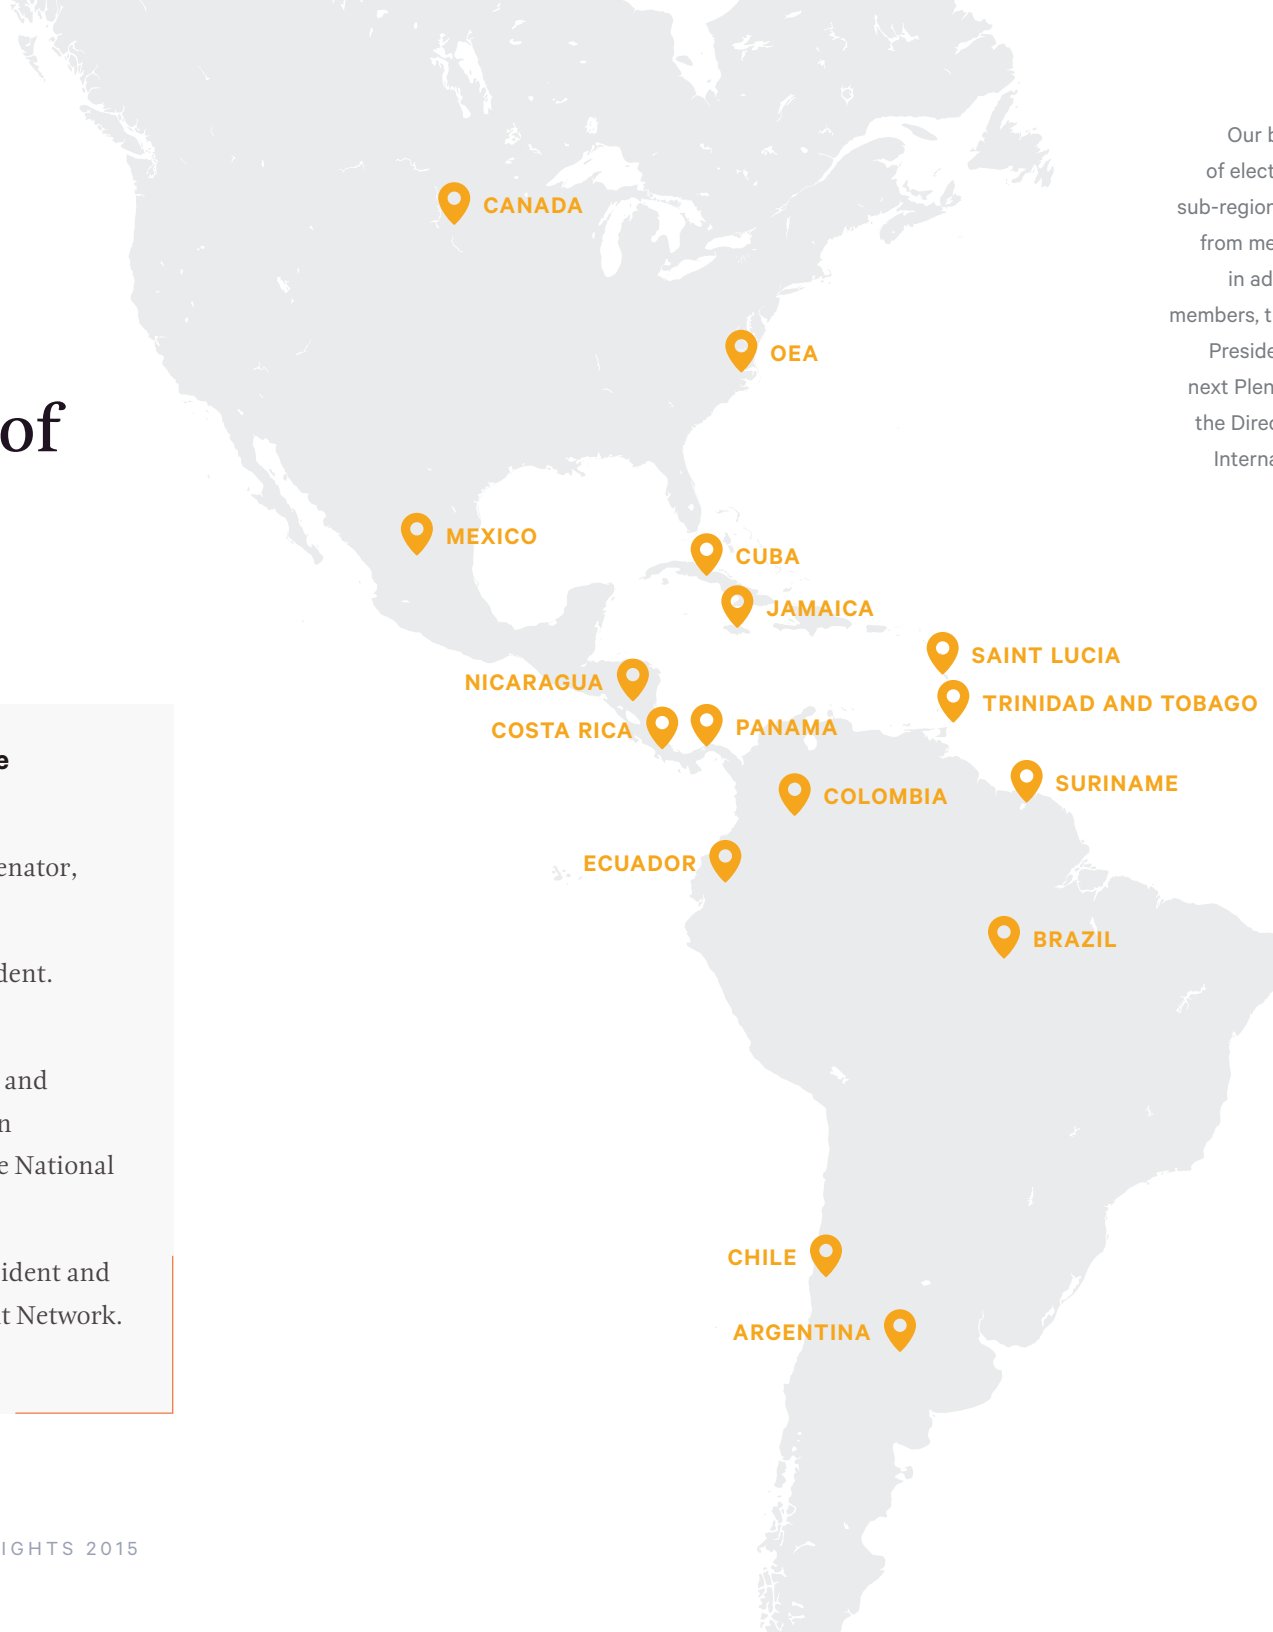 of
e
enator,
dent.
and
n
e National
ident and
t Network.
IGHTS 2015
CANADA
OEA
MEXICO
CUBA
JAMAICA
SAINT LUCIA
NICARAGUA
TRINIDAD AND TOBAGO
COSTA RICA
PANAMA
SURINAME
COLOMBIA
ECUADOR
BRAZIL
CHILE
ARGENTINA
Our b
of elect
sub-region
from me
in ad
members, t
Preside
next Plen
the Direc
Interna